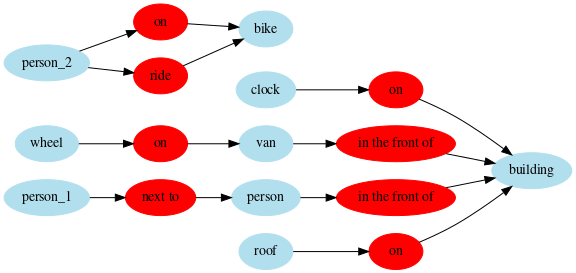 on
person_2
bike
ride
clock
on
wheel
on
van
in the front of
building
person_1
next to
person
in the front of
roof
on